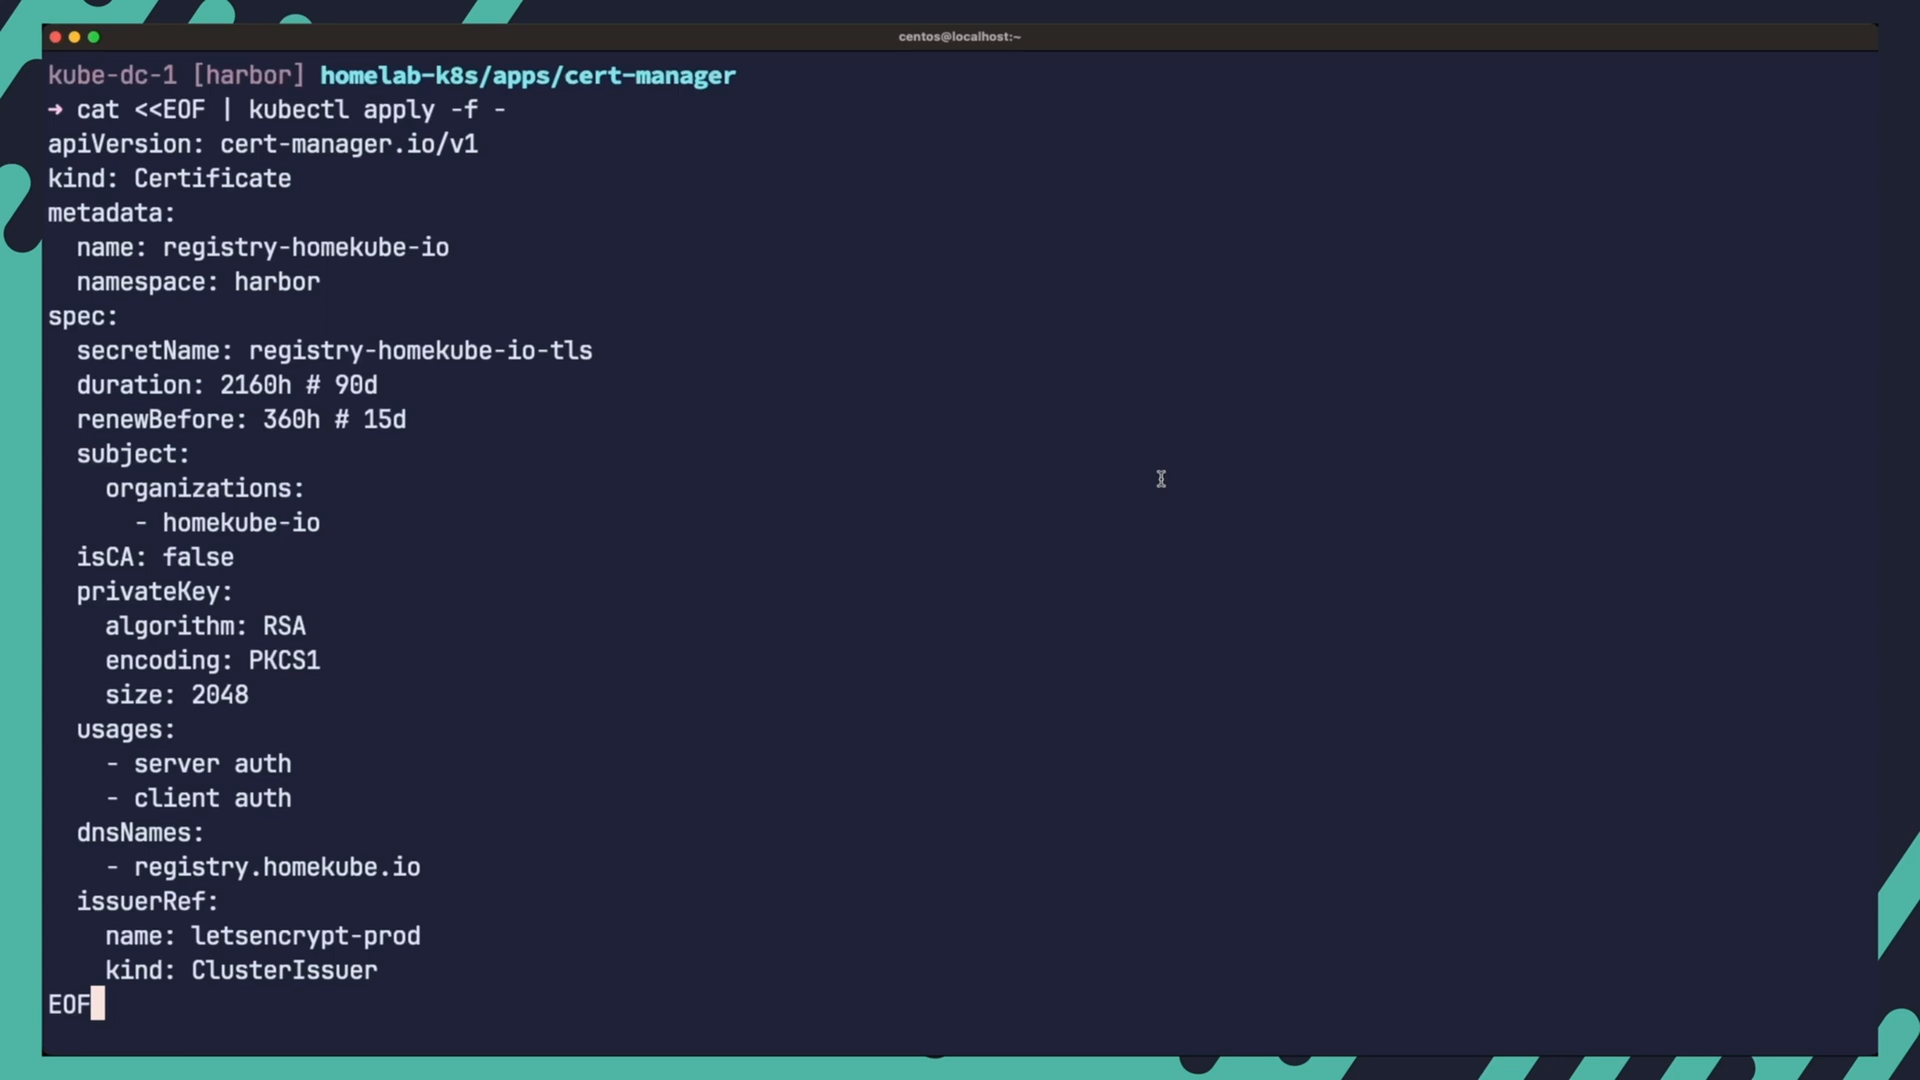 centos@localhost:~
kube-dc-1 [harbor] homelab-k8s/apps/cert-manager
➜ cat <<EOF | kubectl apply -f -
apiVersion: cert-manager.io/v1
kind: Certificate
metadata:
  name: registry-homekube-io
  namespace: harbor
spec:
  secretName: registry-homekube-io-tls
  duration: 2160h # 90d
  renewBefore: 360h # 15d
  subject:
    organizations:
      - homekube-io
  isCA: false
  privateKey:
    algorithm: RSA
    encoding: PKCS1
    size: 2048
  usages:
    - server auth
    - client auth
  dnsNames:
    - registry.homekube.io
  issuerRef:
    name: letsencrypt-prod
    kind: ClusterIssuer
EOF